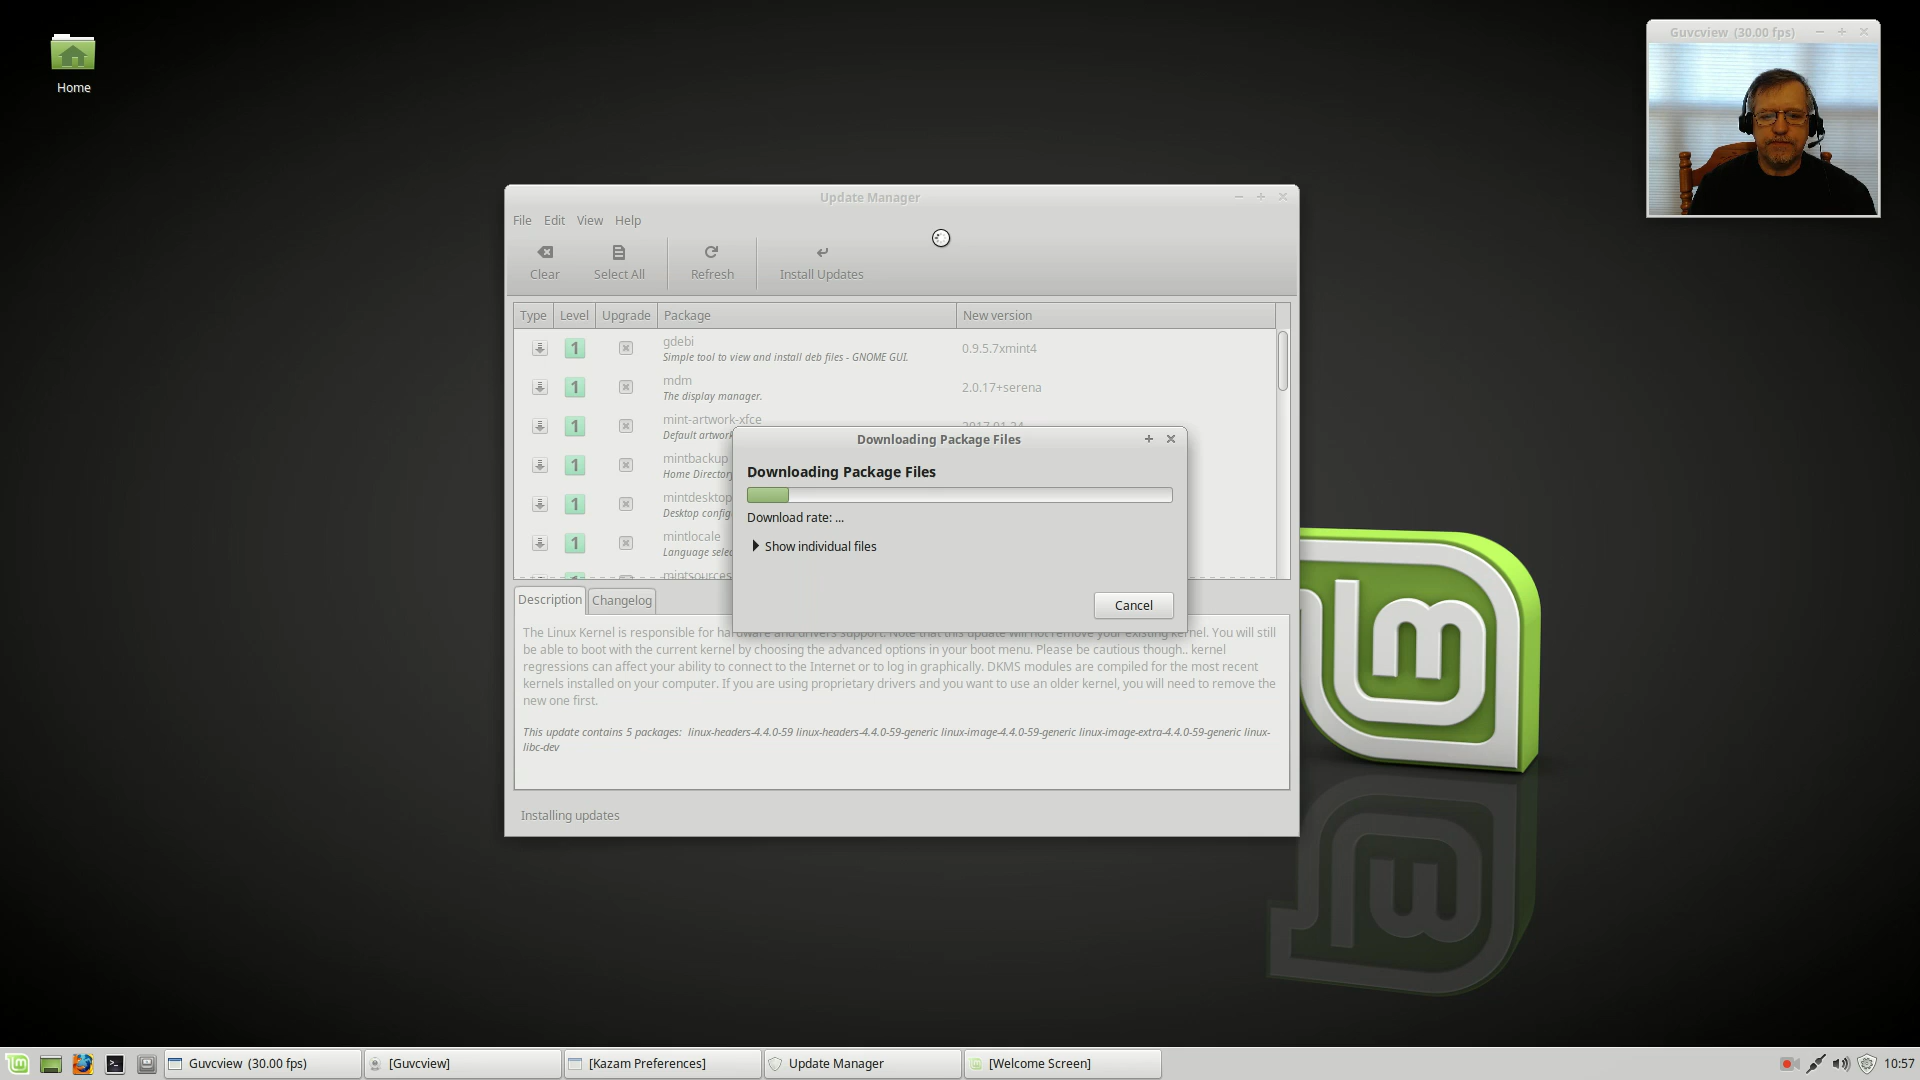 Home
Guvcview (30.00 fps)
Update Manager
File Edit View Help
Clear Select All Refresh Install Updates
Type Level Upgrade Package New version
1 gdebi 0.9.5.7xmint4
Simple tool to view and install deb files - GNOME GUI.
1 mdm 2.0.17+serena
The display manager.
1 mint-artwork-xfce 2017.01.24
Default artwork
1 mintbackup
Home Directory
1 mintdesktop
Desktop config
1 mintlocale
Language selec
mintsources
Downloading Package Files
Downloading Package Files
Download rate: ...
Show individual files
Cancel
Description Changelog
The Linux Kernel is responsible for hardware and drivers support. Note that this update will not remove your existing kernel. You will still
be able to boot with the current kernel by choosing the advanced options in your boot menu. Please be cautious though.. kernel
regressions can affect your ability to connect to the Internet or to log in graphically. DKMS modules are compiled for the most recent
kernels installed on your computer. If you are using proprietary drivers and you want to use an older kernel, you will need to remove the
new one first.
This update contains 5 packages: linux-headers-4.4.0-59 linux-headers-4.4.0-59-generic linux-image-4.4.0-59-generic linux-image-extra-4.4.0-59-generic linux-
libc-dev
Installing updates
Guvcview (30.00 fps) [Guvcview] [Kazam Preferences] Update Manager [Welcome Screen] 10:57